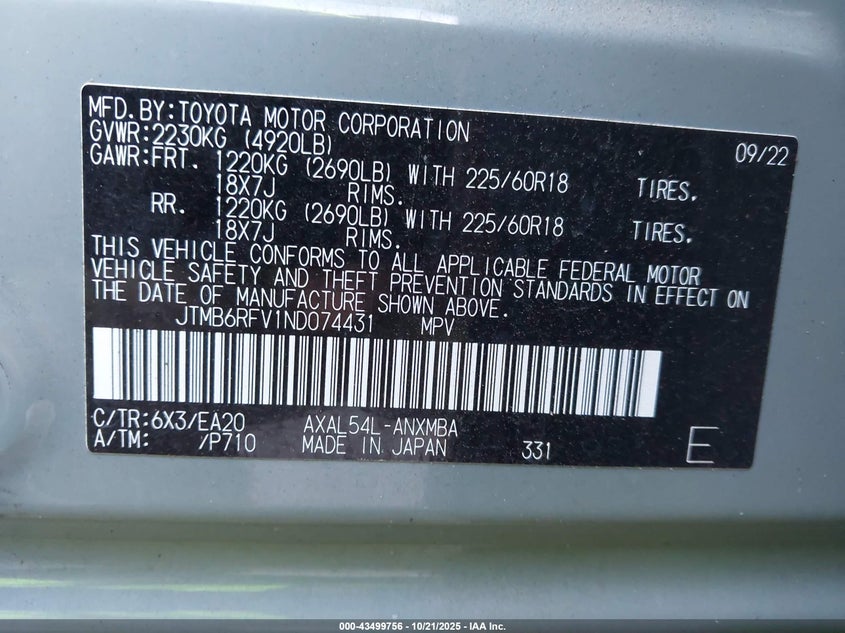 MFD.BY:TOYOTA MOTOR CORPORATION 09/22
GVWR:2230KG (4920LB)
GAWR:FRT. 1220KG (2690LB) WITH 225/60R18 TIRES.
18X7J RIMS.
RR. 1220KG (2690LB) WITH 225/60R18 TIRES.
18X7J RIMS.
THIS VEHICLE CONFORMS TO ALL APPLICABLE FEDERAL MOTOR
VEHICLE SAFETY AND THEFT PREVENTION STANDARDS IN EFFECT ON
THE DATE OF MANUFACTURE SHOWN ABOVE.
JTMB6RFV1ND074431 MPV
C/TR:6X3/EA20 AXAL54L-ANXMBA
A/TM: /P710 MADE IN JAPAN 331 E
000-43499756 - 10/21/2025 - IAA Inc.